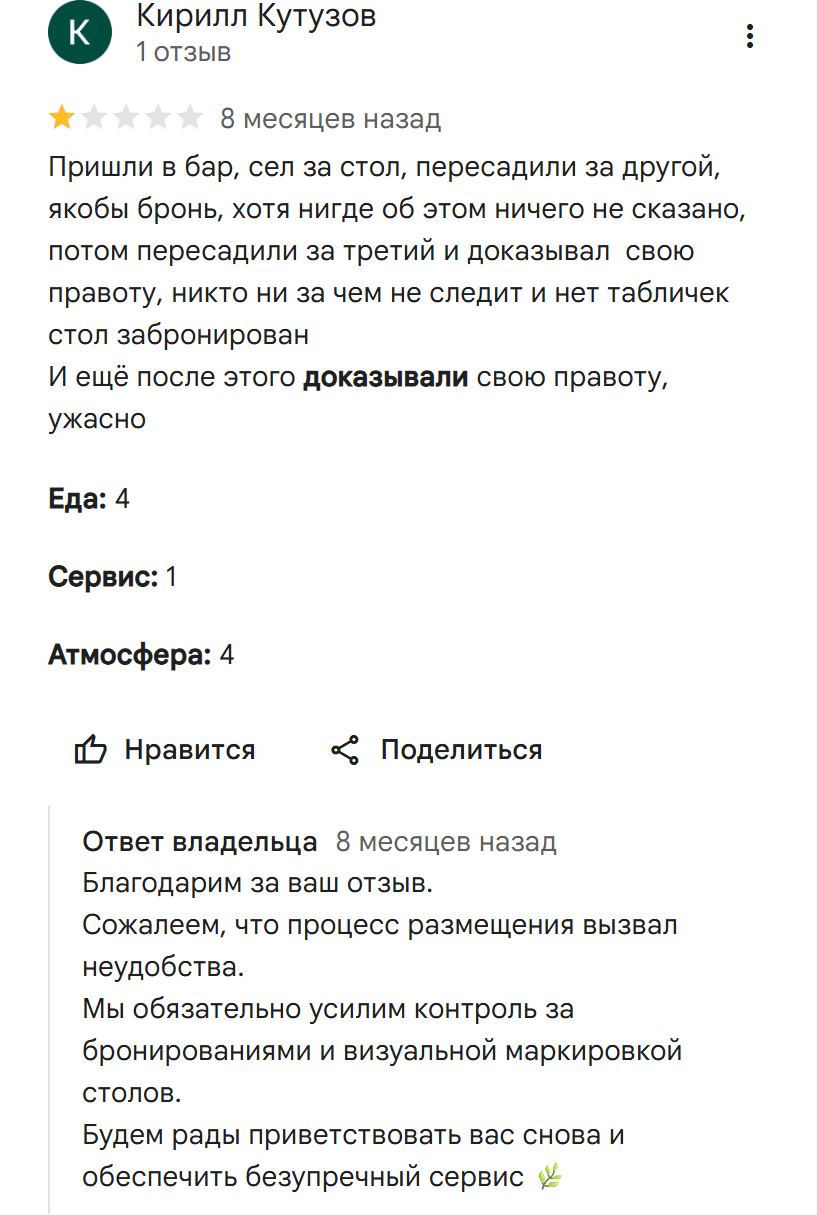 К
Кирилл Кутузов
1 отзыв
8 месяцев назад
Пришли в бар, сел за стол, пересадили за другой,
якобы бронь, хотя нигде об этом ничего не сказано,
потом пересадили за третий и доказывал  свою
правоту, никто ни за чем не следит и нет табличек
стол забронирован
И ещё после этого доказывали свою правоту,
ужасно
Еда: 4
Сервис: 1
Атмосфера: 4
Нравится
Поделиться
Ответ владельца 8 месяцев назад
Благодарим за ваш отзыв.
Сожалеем, что процесс размещения вызвал
неудобства.
Мы обязательно усилим контроль за
бронированиями и визуальной маркировкой
столов.
Будем рады приветствовать вас снова и
обеспечить безупречный сервис 🌿